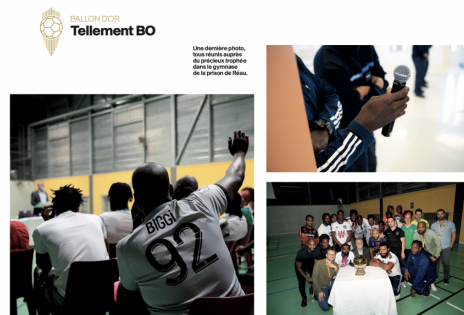 BALLON D'OR
Tellement BO
Une dernière photo,
tous réunis auprès
du précieux trophée
dans le gymnase
de la prison de Réau.
BIGGI
92